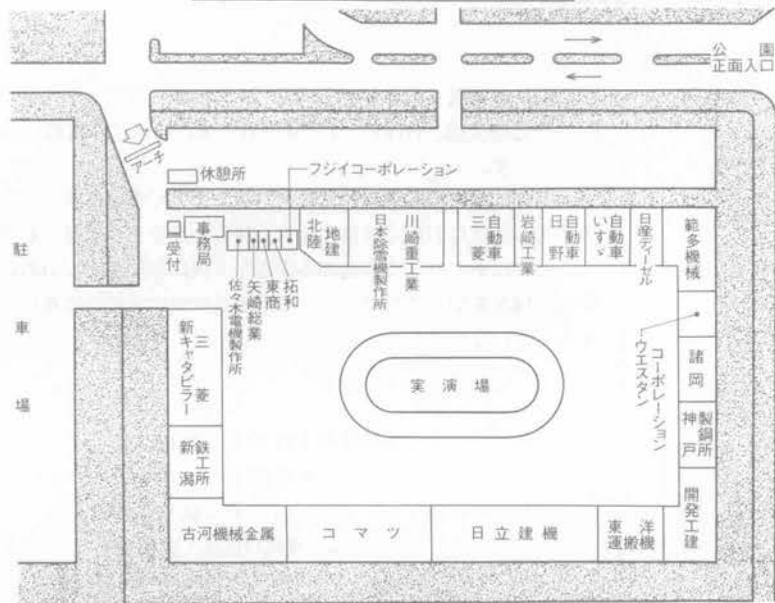 公園
正面入口
アーチ
休憩所
フジイコーポレーション
受付
事務局
佐々木電機製作所
矢崎総業
東商
拓和
北陸
地建
日本除雪機製作所
川崎重工業
三菱
自動車
岩崎工業
日野
自動車
いすゞ
自動車
日産ディーゼル
範多機械
ウエスタン
コーポレーション
諸岡
神戸
製鋼所
開発工建
駐車場
新キャタピラー
三菱
新潟
鉄工所
実演場
古河機械金属
コマツ
日立建機
東洋
運搬機